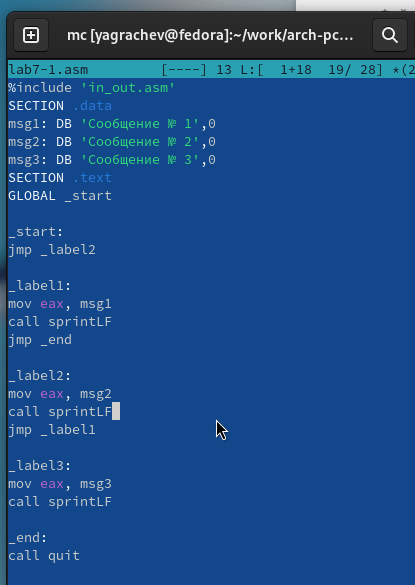 mc [yagrachev@fedora]:~/work/arch-pc...
lab7-1.asm [----] 13 L:[ 1+18 19/ 28] *(2
%include 'in_out.asm'
SECTION .data
msg1: DB 'Сообщение № 1',0
msg2: DB 'Сообщение № 2',0
msg3: DB 'Сообщение № 3',0
SECTION .text
GLOBAL _start
_start:
jmp _label2
_label1:
mov eax, msg1
call sprintLF
jmp _end
_label2:
mov eax, msg2
call sprintLF
jmp _label1
_label3:
mov eax, msg3
call sprintLF
_end:
call quit